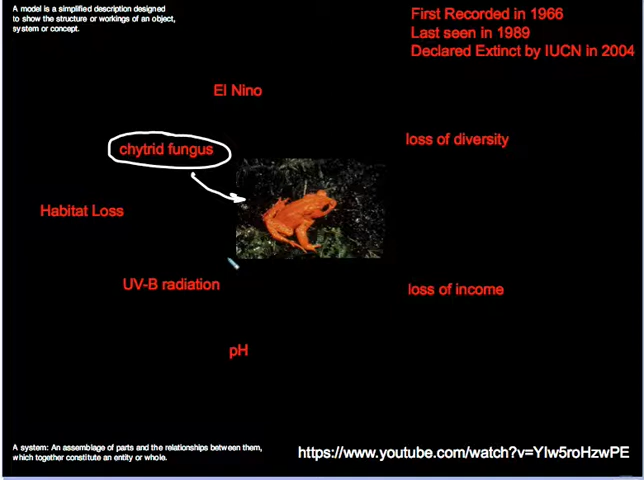 A model is a simplified description designed
to show the structure or workings of an object,
system or concept.
First Recorded in 1966
Last seen in 1989
Declared Extinct by IUCN in 2004
El Nino
chytrid fungus
loss of diversity
Habitat Loss
UV-B radiation
loss of income
pH
A system: An assemblage of parts and the relationships between them,
which together constitute an entity or whole.
https://www.youtube.com/watch?v=YIw5roHzwPE